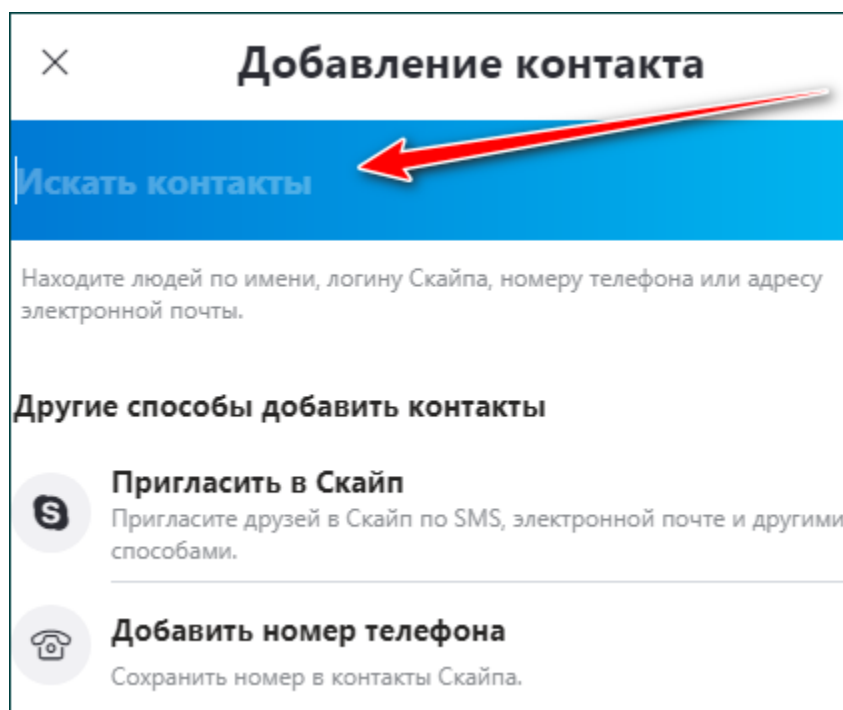 Добавление контакта
Искать контакты
Находите людей по имени, логину Скайпа, номеру телефона или адресу
электронной почты.
Другие способы добавить контакты
Пригласить в Скайп
Пригласите друзей в Скайп по SMS, электронной почте и другими
способами.
Добавить номер телефона
Сохранить номер в контакты Скайпа.